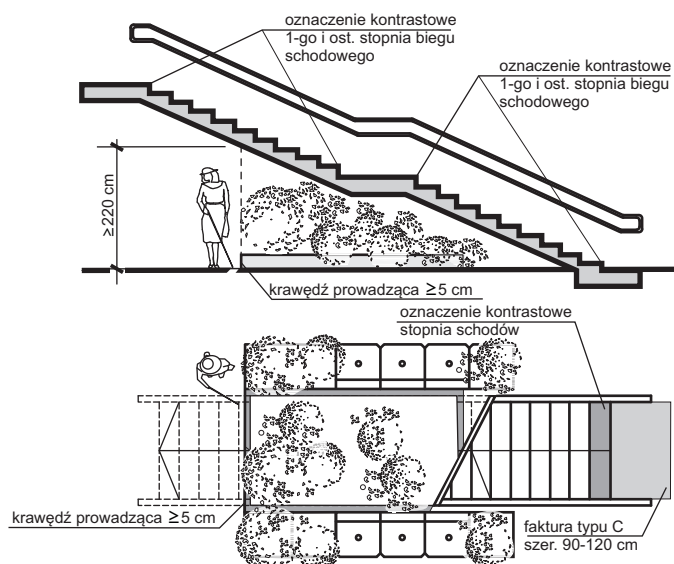 oznaczenie kontrastowe
1-go i ost. stopnia biegu
schodowego
oznaczenie kontrastowe
1-go i ost. stopnia biegu
schodowego
≥220 cm
krawędź prowadząca ≥5 cm
oznaczenie kontrastowe
stopnia schodów
krawędź prowadząca ≥5 cm
faktura typu C
szer. 90-120 cm